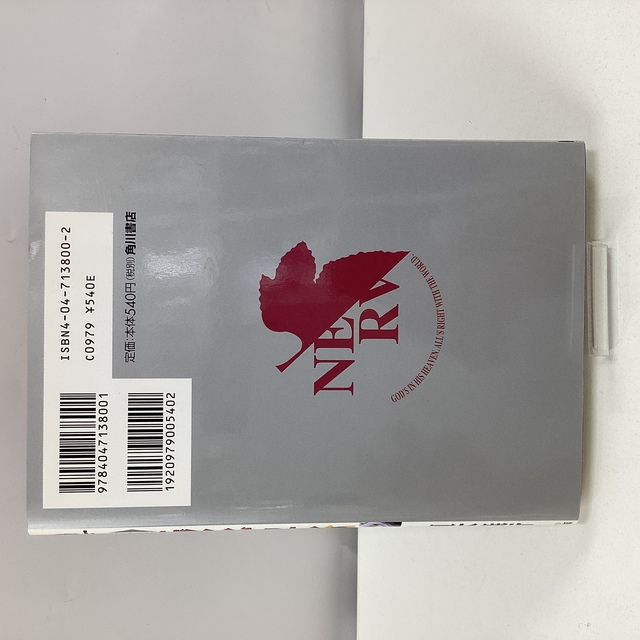 NERV
GOD'S IN HIS HEAVEN. ALL'S RIGHT WITH THE WORLD.
9784047138001
1920979005402
ISBN4-04-713800-2
C0979 ¥540E
定価:本体540円(税別)角川書店